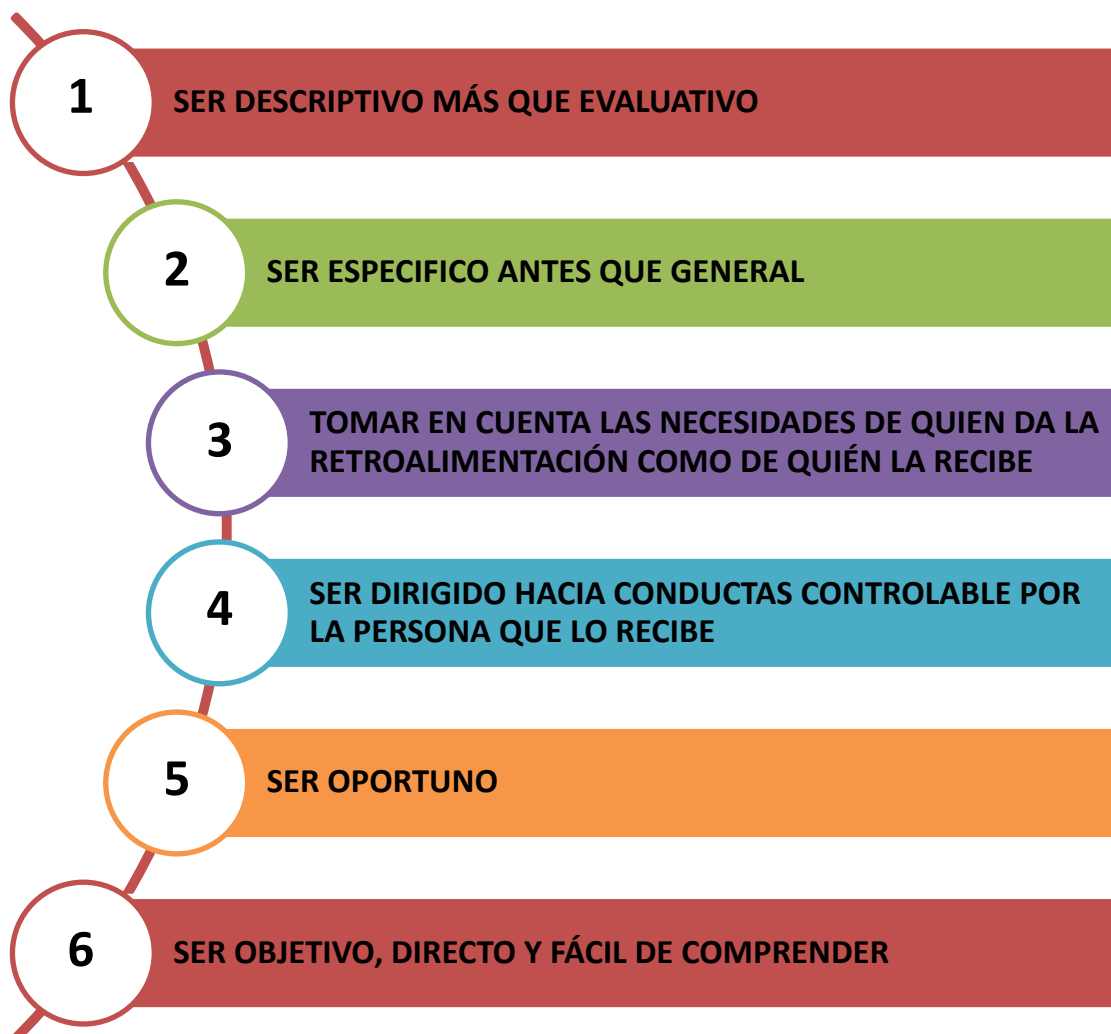 1
SER DESCRIPTIVO MÁS QUE EVALUATIVO
2
SER ESPECIFICO ANTES QUE GENERAL
3
TOMAR EN CUENTA LAS NECESIDADES DE QUIEN DA LA
RETROALIMENTACIÓN COMO DE QUIÉN LA RECIBE
4
SER DIRIGIDO HACIA CONDUCTAS CONTROLABLE POR
LA PERSONA QUE LO RECIBE
5
SER OPORTUNO
6
SER OBJETIVO, DIRECTO Y FÁCIL DE COMPRENDER